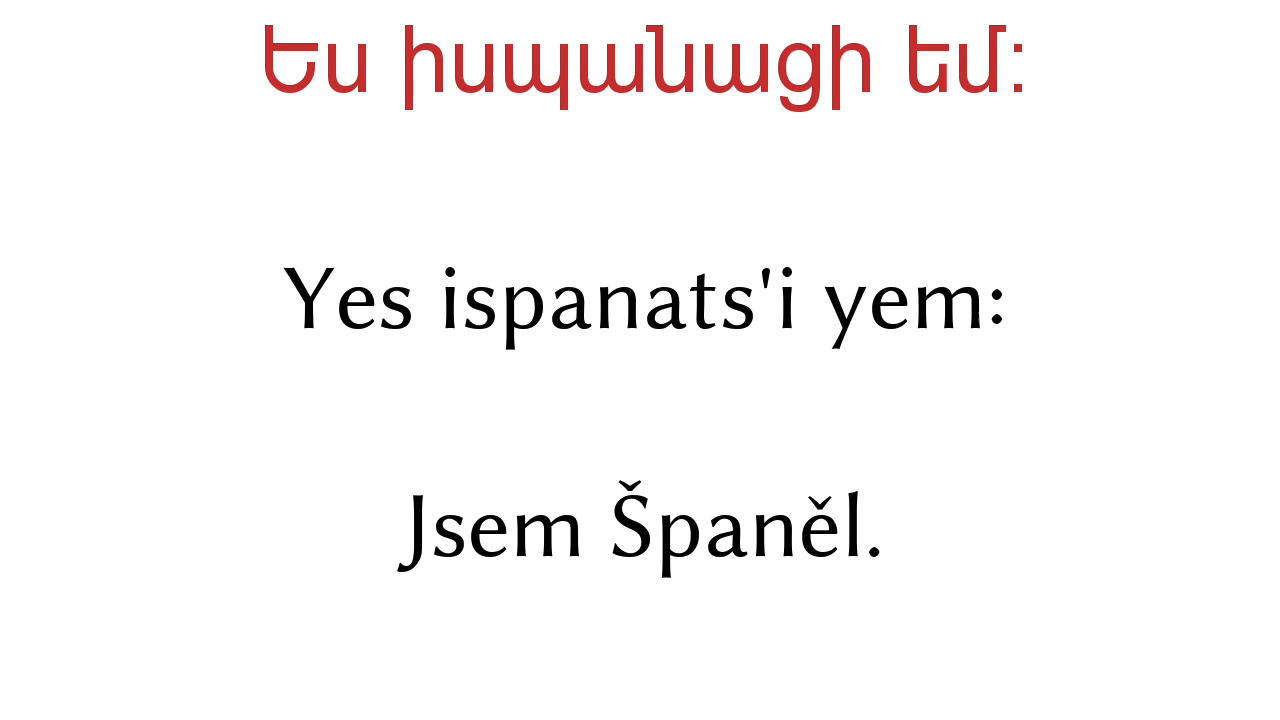 Ես իսպանացի եմ:
Yes ispanats'i yem:
Jsem Španěl.